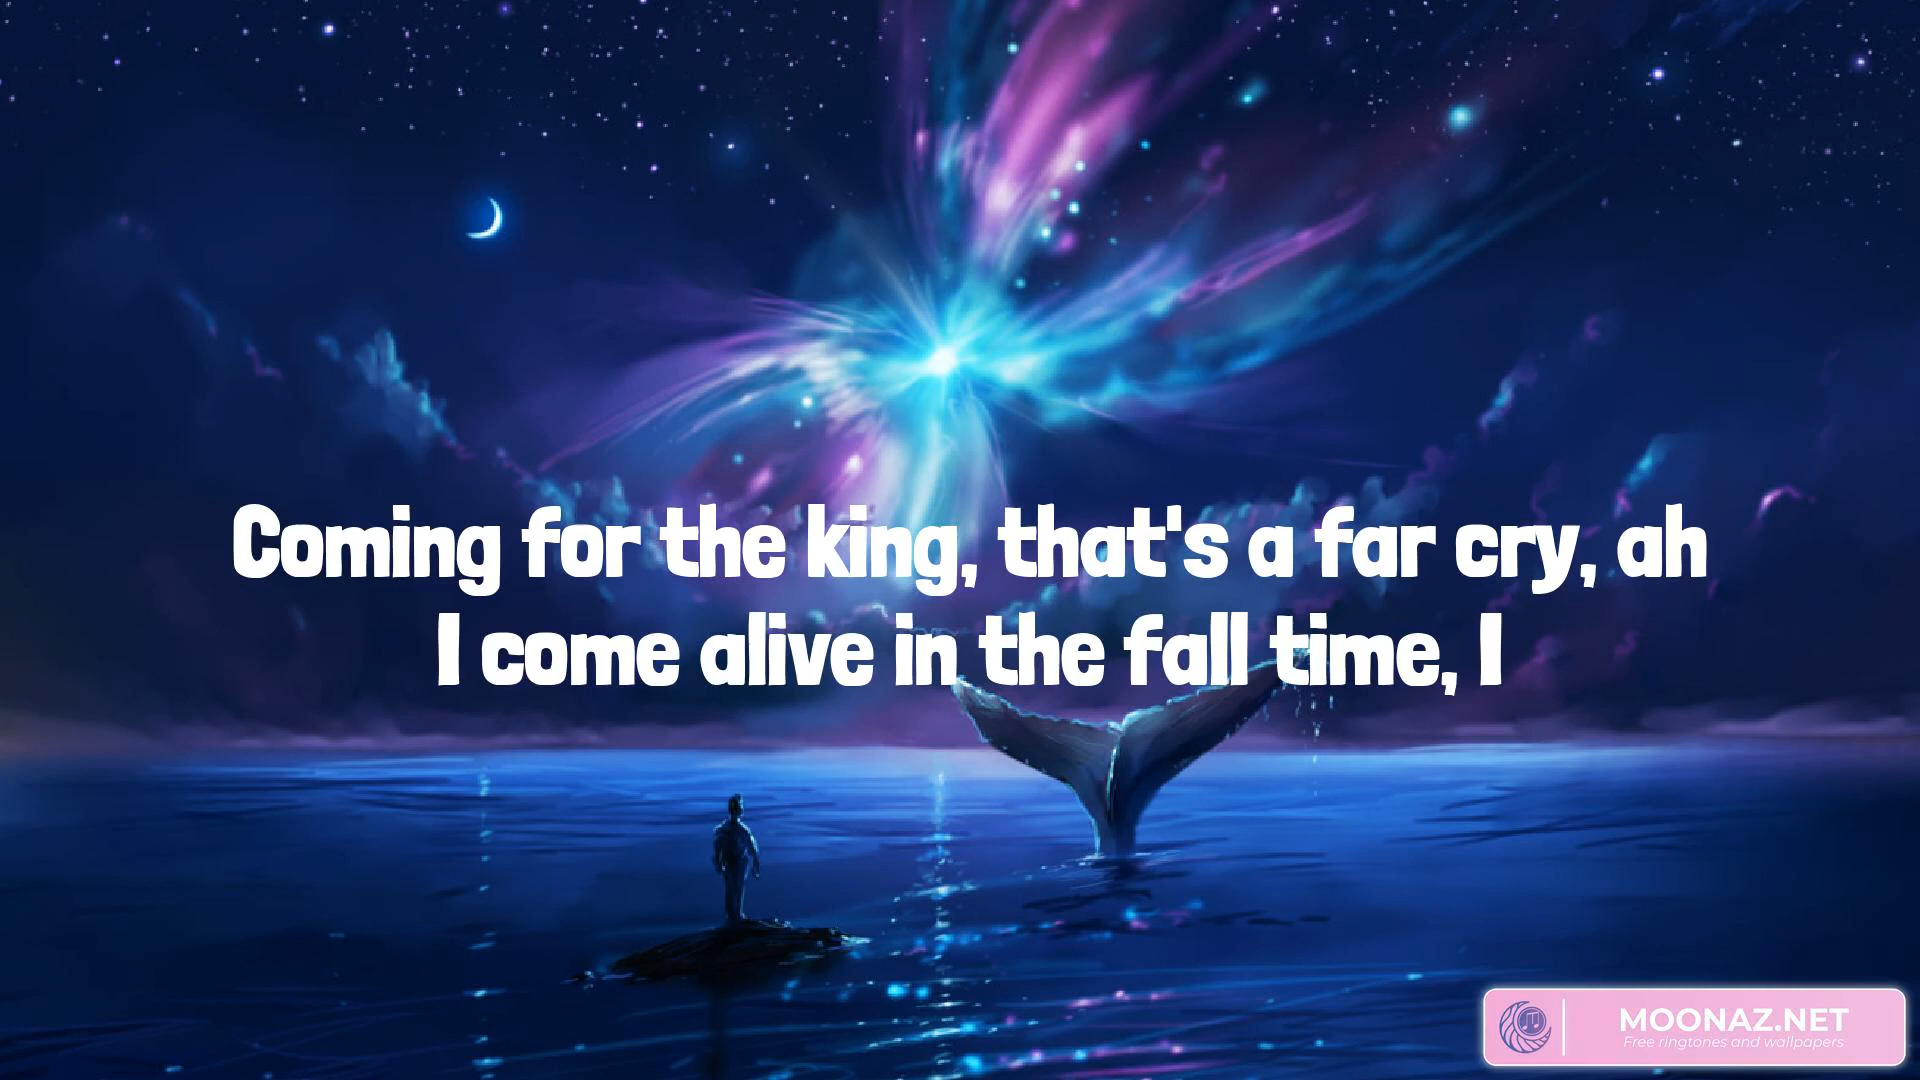 Coming for the king, that's a far cry, ah
I come alive in the fall time, I
MOONAZ.NET
Free ringtones and wallpapers